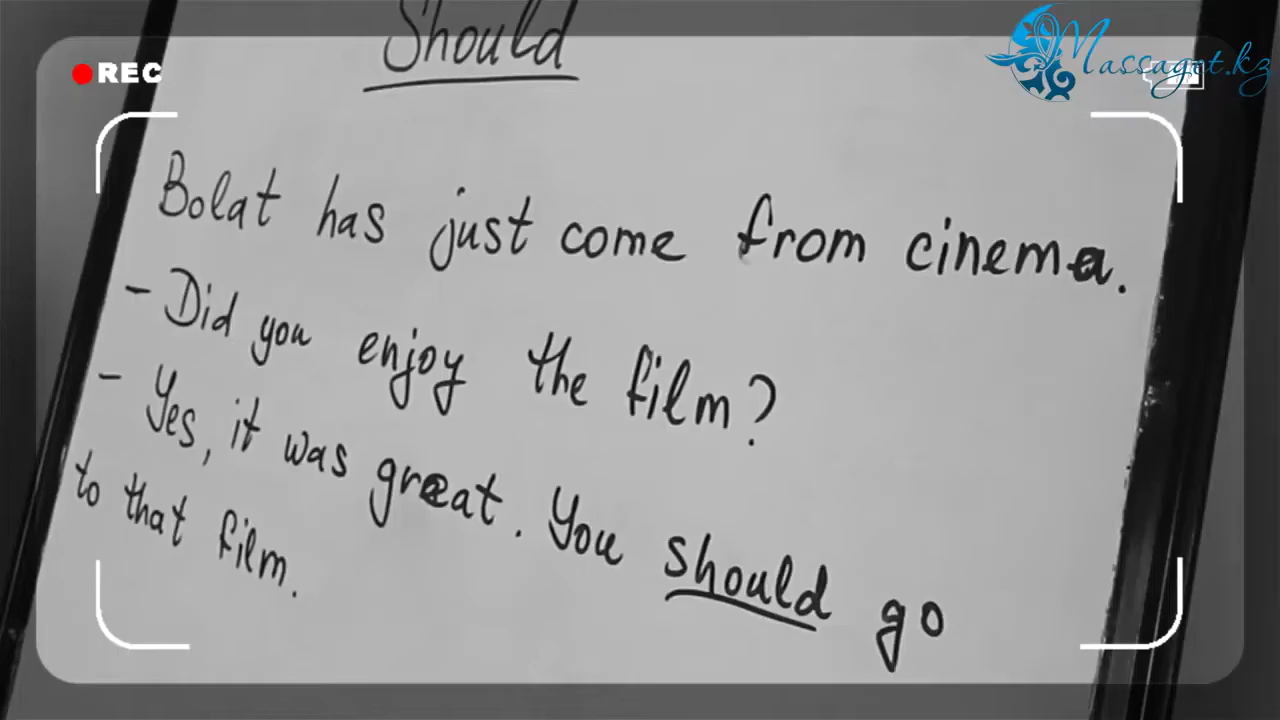 Should
REC
Massaget.kz
Bolat has just come from cinema.
- Did you enjoy the film?
- Yes, it was great. You should go
to that film.